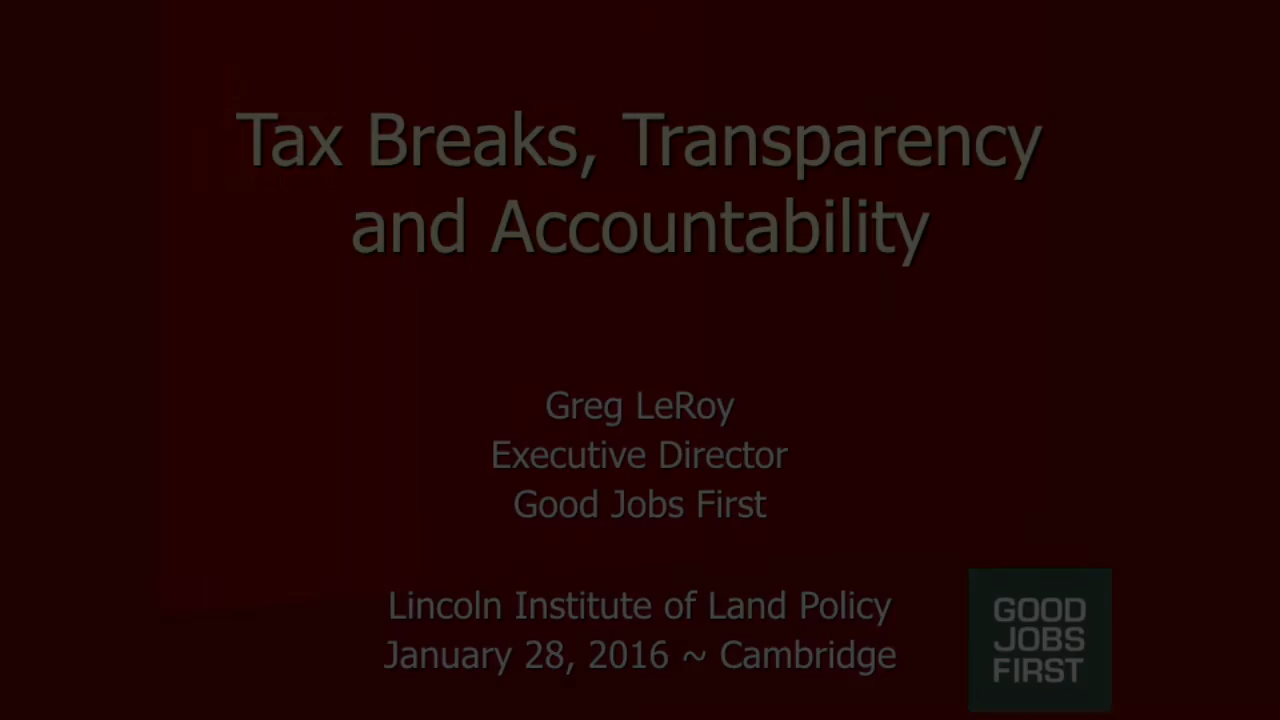 Tax Breaks, Transparency
and Accountability
Greg LeRoy
Executive Director
Good Jobs First
Lincoln Institute of Land Policy
January 28, 2016 ~ Cambridge
GOOD
JOBS
FIRST